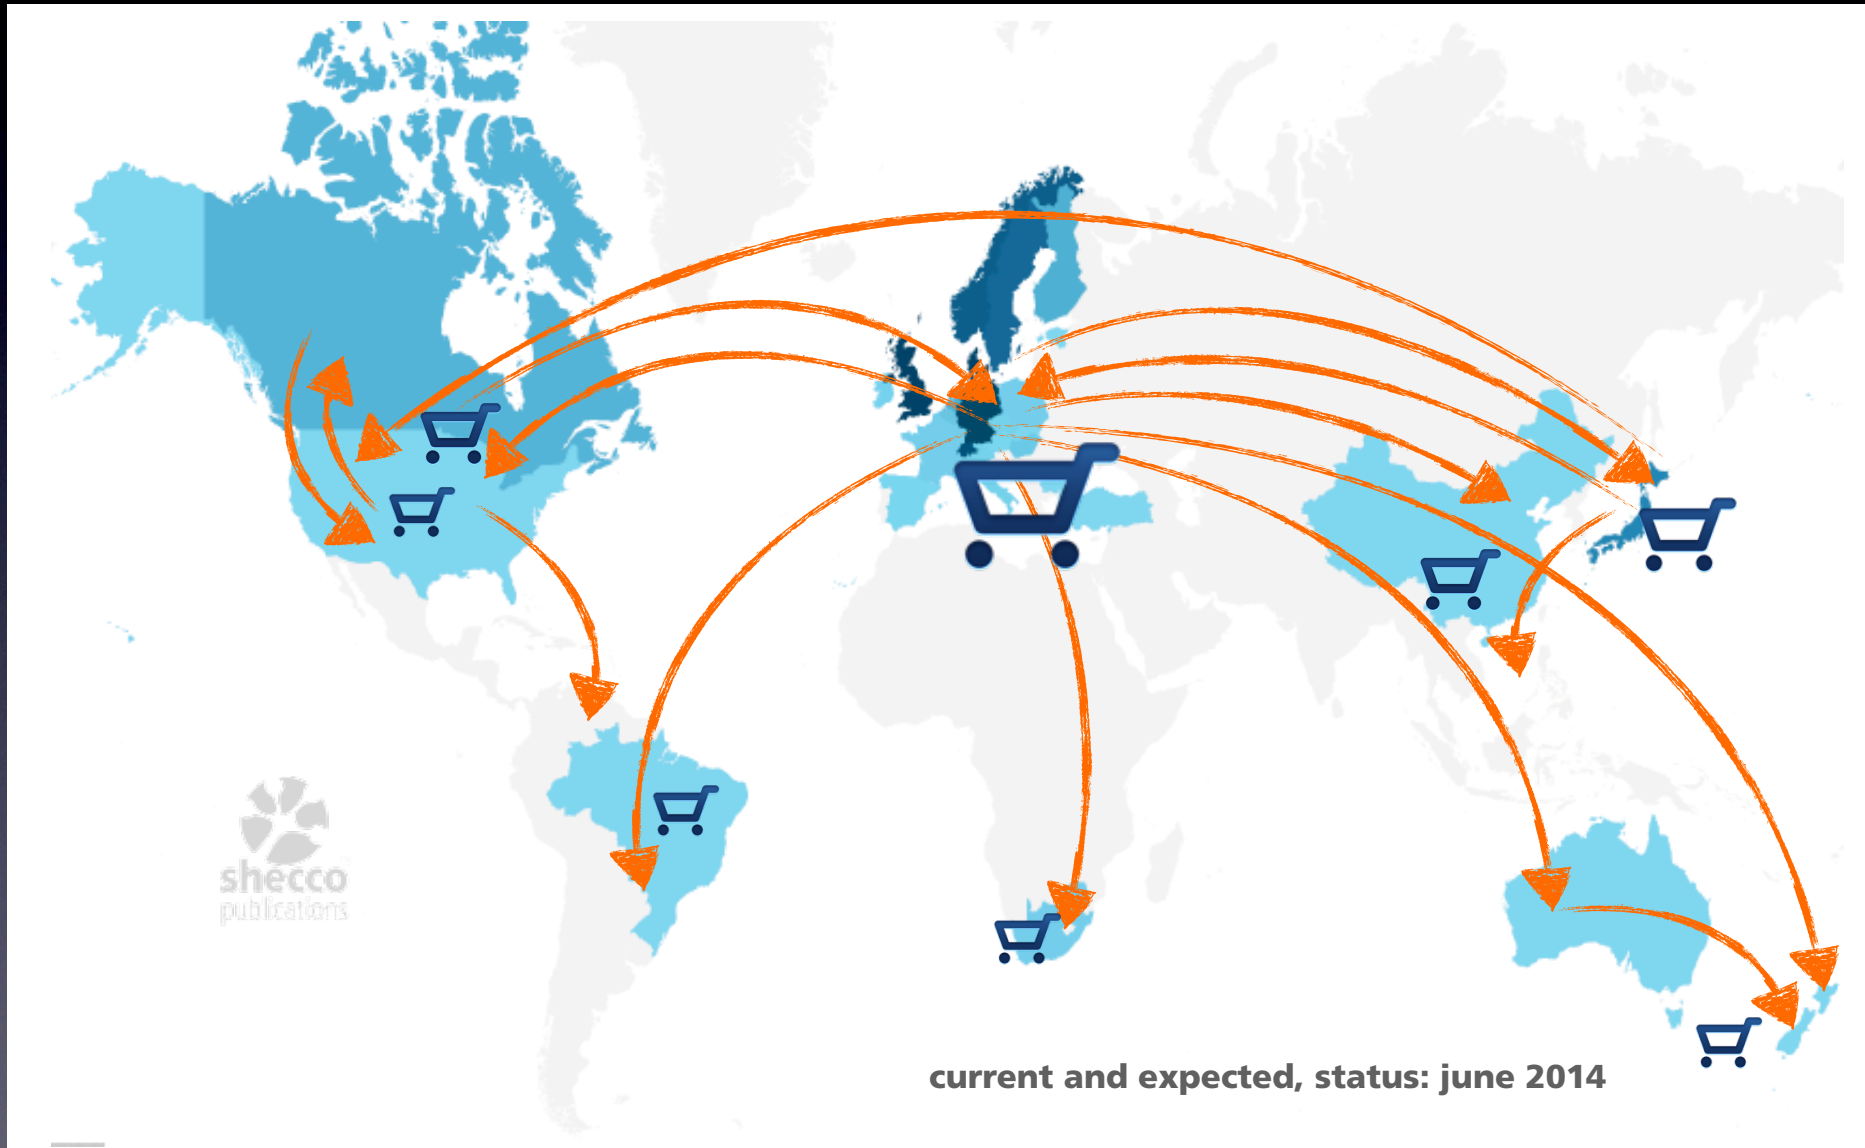 shecco
publications
current and expected, status: june 2014